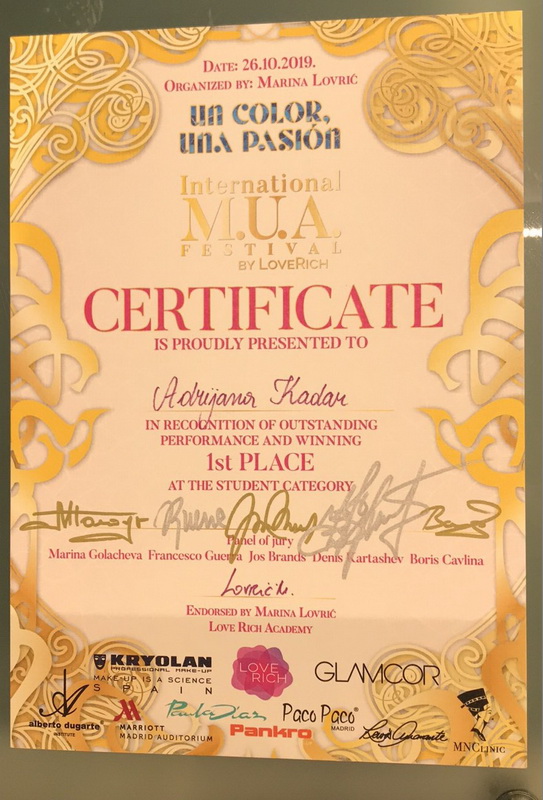 DATE: 26.10.2019.
ORGANIZED BY: MARINA LOVRIĆ
UN COLOR,
UNA PASIÓN
International
M.U.A.
FESTIVAL
BY LOVERICH
CERTIFICATE
IS PROUDLY PRESENTED TO
Adrijana Kadar
IN RECOGNITION OF OUTSTANDING
PERFORMANCE AND WINNING
1st PLACE
AT THE STUDENT CATEGORY
Panel of jury
Marina Golacheva Francesco Guerra Jos Brands Denis Kartashev Boris Cavlina
Lovrić M.
ENDORSED BY MARINA LOVRIĆ
LOVE RICH ACADEMY
KRYOLAN
PROFESSIONAL MAKE-UP
MAKE-UP IS A SCIENCE
SPAIN
LOVE
RICH
GLAMCOR
alberto dugarte
INSTITUTE
MARRIOTT
MADRID AUDITORIUM
Paula Díaz
Pankro
Paco Paco®
MADRID
MNCLINIC